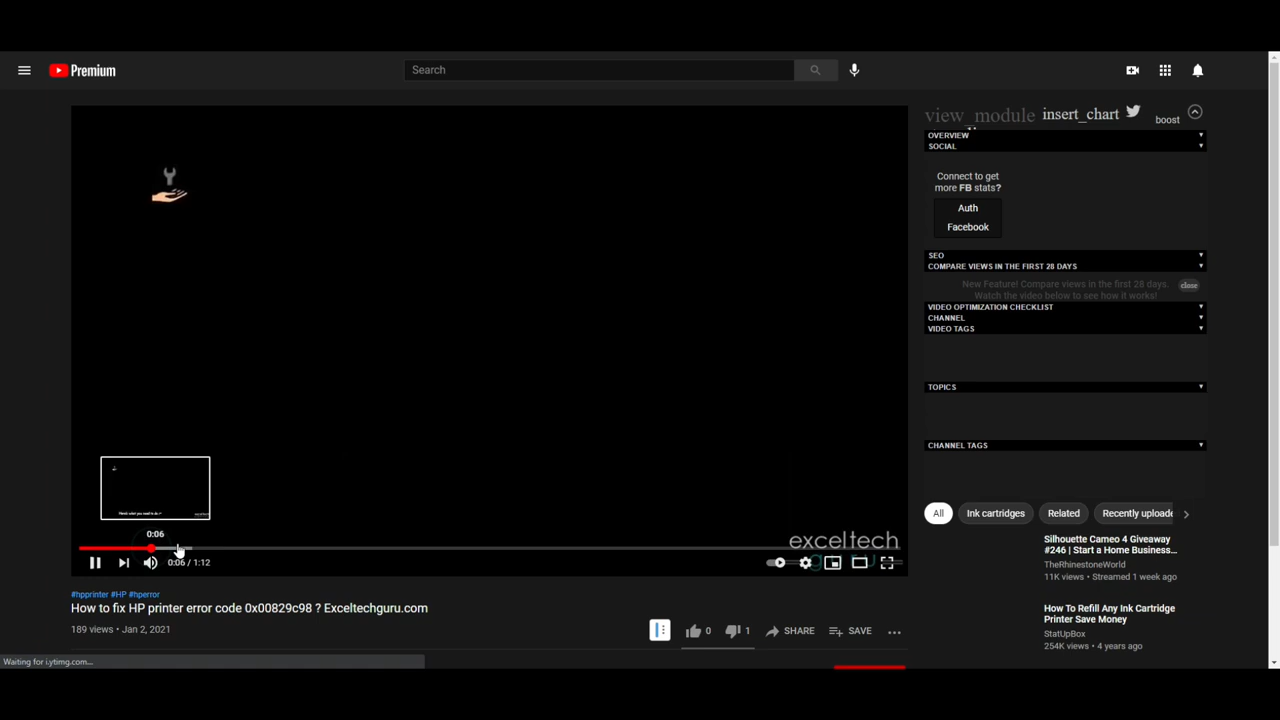 Premium
Search
view_module insert_chart boost
OVERVIEW
SOCIAL
Connect to get
more FB stats?
Auth
Facebook
SEO
COMPARE VIEWS IN THE FIRST 28 DAYS
New Feature! Compare views in the first 28 days.
Watch the video below to see how it works!
close
VIDEO OPTIMIZATION CHECKLIST
CHANNEL
VIDEO TAGS
TOPICS
CHANNEL TAGS
Here's what you need to do :-
0:06
exceltech
0:06 / 1:12
#hpprinter #HP #hperror
How to fix HP printer error code 0x00829c98 ? Exceltechguru.com
189 views • Jan 2, 2021
0 1 SHARE SAVE
All Ink cartridges Related Recently uploade
Silhouette Cameo 4 Giveaway
#246 | Start a Home Business...
TheRhinestoneWorld
11K views • Streamed 1 week ago
How To Refill Any Ink Cartridge
Printer Save Money
StatUpBox
254K views • 4 years ago
Waiting for i.ytimg.com...